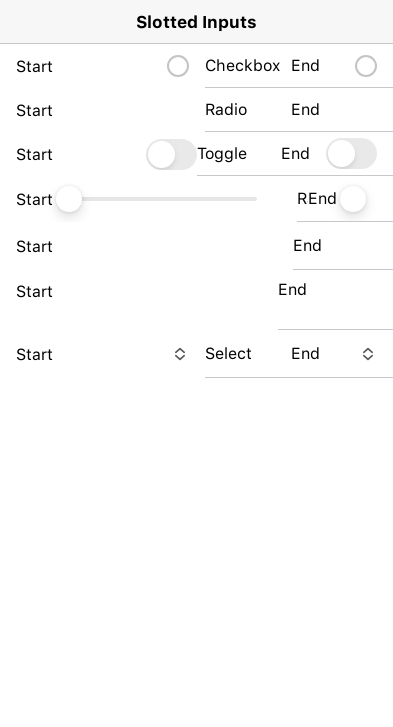 Slotted Inputs
Start Checkbox End
Start Radio End
Start Toggle End
Start REnd
Start End
Start End
Start Select End